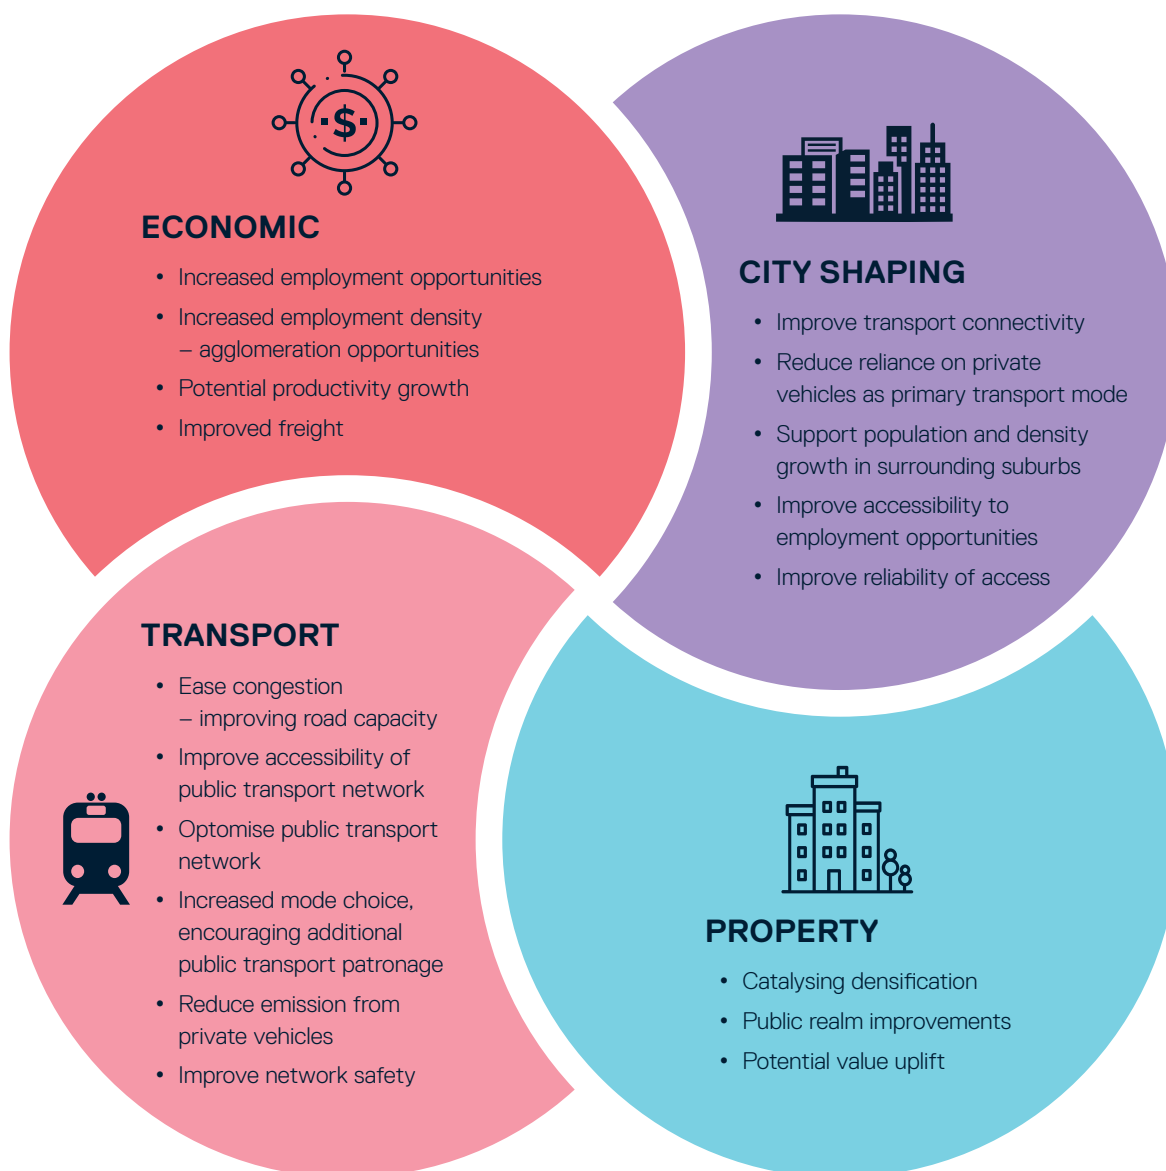 $
ECONOMIC
• Increased employment opportunities
• Increased employment density
– agglomeration opportunities
• Potential productivity growth
• Improved freight
CITY SHAPING
• Improve transport connectivity
• Reduce reliance on private
vehicles as primary transport mode
• Support population and density
growth in surrounding suburbs
• Improve accessibility to
employment opportunities
• Improve reliability of access
TRANSPORT
• Ease congestion
– improving road capacity
• Improve accessibility of
public transport network
• Optomise public transport
network
• Increased mode choice,
encouraging additional
public transport patronage
• Reduce emission from
private vehicles
• Improve network safety
PROPERTY
• Catalysing densification
• Public realm improvements
• Potential value uplift